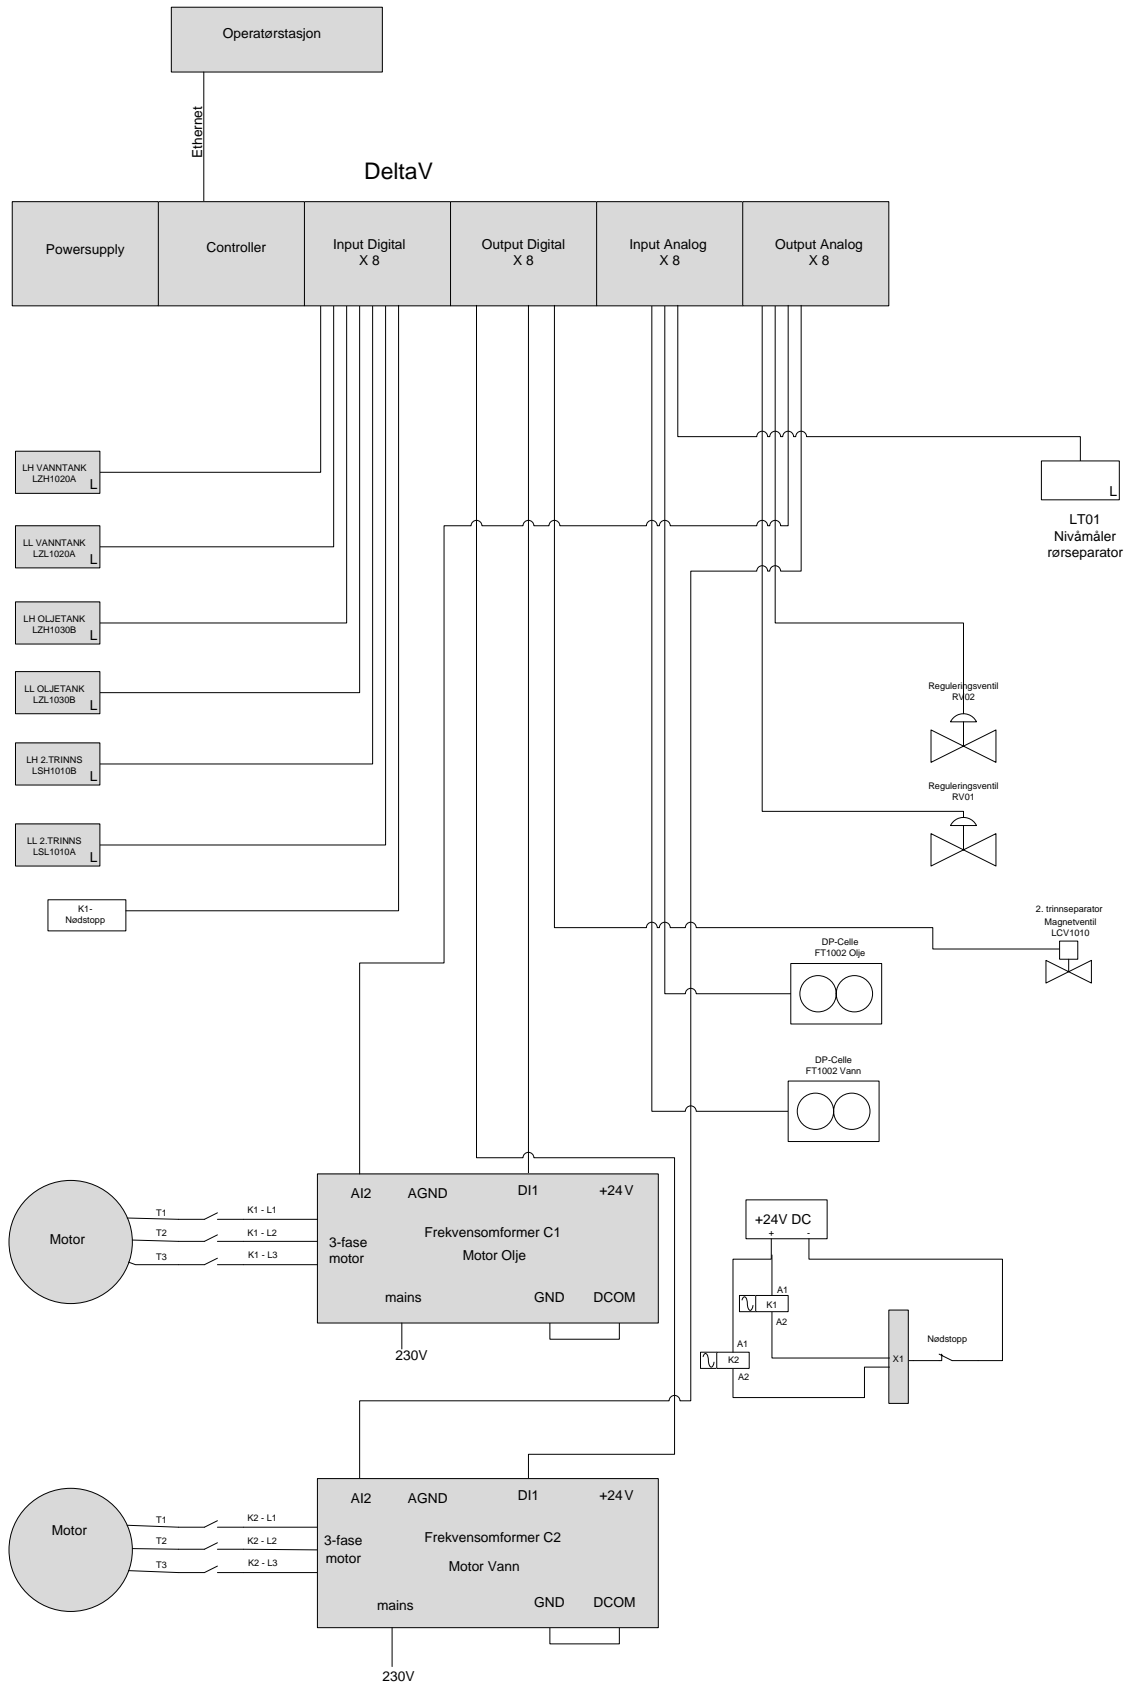 Operatørstasjon
Ethernet
DeltaV
Powersupply
Controller
Input Digital
X 8
Output Digital
X 8
Input Analog
X 8
Output Analog
X 8
LH VANNTANK
LZH1020A
L
LL VANNTANK
LZL1020A
L
LH OLJETANK
LZH1030B
L
LL OLJETANK
LZL1030B
L
LH 2.TRINNS
LSH1010B
L
LL 2.TRINNS
LSL1010A
L
K1-
Nødstopp
L
LT01
Nivåmåler
rørseparator
Reguleringsventil
RV02
Reguleringsventil
RV01
2. trinnseparator
Magnetventil
LCV1010
DP-Celle
FT1002 Olje
DP-Celle
FT1002 Vann
Motor
T1
T2
T3
K1 - L1
K1 - L2
K1 - L3
AI2
AGND
DI1
+24V
3-fase
motor
Frekvensomformer C1
Motor Olje
mains
GND
DCOM
230V
+24V DC
+
-
A1
K1
A2
A1
K2
A2
X1
Nødstopp
Motor
T1
T2
T3
K2 - L1
K2 - L2
K2 - L3
AI2
AGND
DI1
+24V
3-fase
motor
Frekvensomformer C2
Motor Vann
mains
GND
DCOM
230V